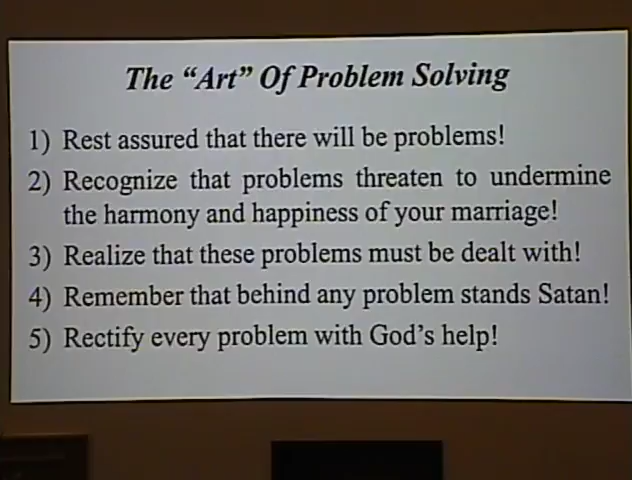 The “Art” Of Problem Solving
1) Rest assured that there will be problems!
2) Recognize that problems threaten to undermine
the harmony and happiness of your marriage!
3) Realize that these problems must be dealt with!
4) Remember that behind any problem stands Satan!
5) Rectify every problem with God’s help!